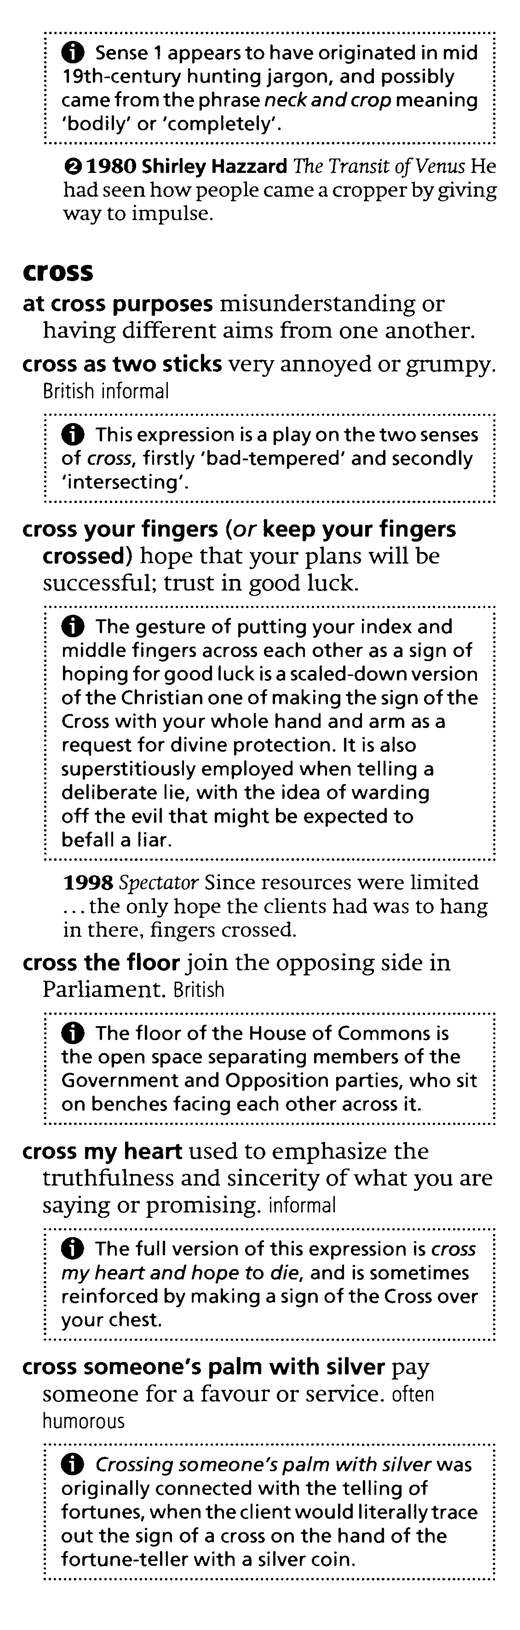 ℹ Sense 1 appears to have originated in mid
19th-century hunting jargon, and possibly
came from the phrase neck and crop meaning
'bodily' or 'completely'.
❷ 1980 Shirley Hazzard The Transit of Venus He
had seen how people came a cropper by giving
way to impulse.
cross
at cross purposes misunderstanding or
having different aims from one another.
cross as two sticks very annoyed or grumpy.
British informal
ℹ This expression is a play on the two senses
of cross, firstly 'bad-tempered' and secondly
'intersecting'.
cross your fingers (or keep your fingers
crossed) hope that your plans will be
successful; trust in good luck.
ℹ The gesture of putting your index and
middle fingers across each other as a sign of
hoping for good luck is a scaled-down version
of the Christian one of making the sign of the
Cross with your whole hand and arm as a
request for divine protection. It is also
superstitiously employed when telling a
deliberate lie, with the idea of warding
off the evil that might be expected to
befall a liar.
1998 Spectator Since resources were limited
... the only hope the clients had was to hang
in there, fingers crossed.
cross the floor join the opposing side in
Parliament. British
ℹ The floor of the House of Commons is
the open space separating members of the
Government and Opposition parties, who sit
on benches facing each other across it.
cross my heart used to emphasize the
truthfulness and sincerity of what you are
saying or promising. informal
ℹ The full version of this expression is cross
my heart and hope to die, and is sometimes
reinforced by making a sign of the Cross over
your chest.
cross someone's palm with silver pay
someone for a favour or service. often
humorous
ℹ Crossing someone's palm with silver was
originally connected with the telling of
fortunes, when the client would literally trace
out the sign of a cross on the hand of the
fortune-teller with a silver coin.